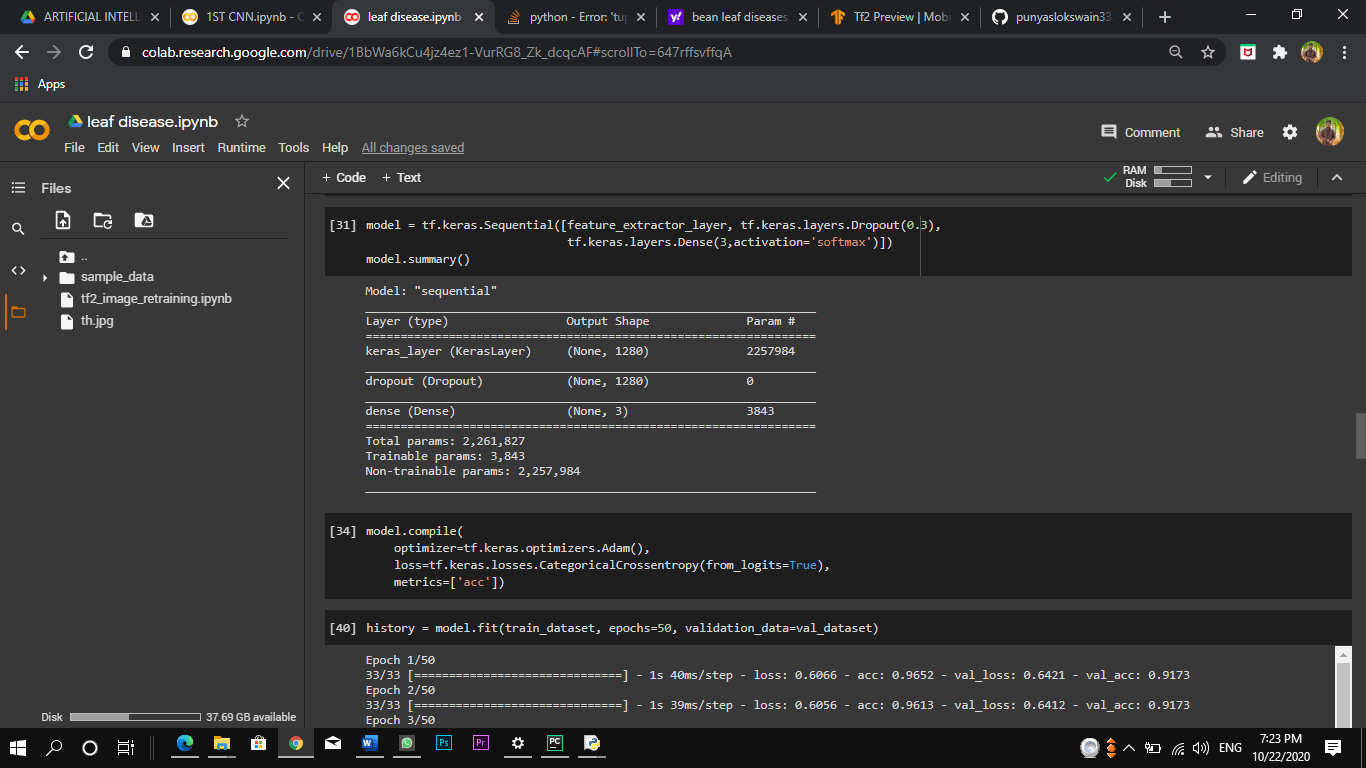 ARTIFICIAL INTELL
1ST CNN.ipynb - C
leaf disease.ipynb
python - Error: 'tup
bean leaf diseases
Tf2 Preview | Mobi
punyaslokswain33
colab.research.google.com/drive/1BbWa6kCu4jz4ez1-VurRG8_Zk_dcqcAF#scrollTo=647rffsvffqA
Apps
leaf disease.ipynb
File Edit View Insert Runtime Tools Help All changes saved
Comment
Share
Files
+ Code + Text
RAM
Disk
Editing
..
sample_data
tf2_image_retraining.ipynb
th.jpg
[31] model = tf.keras.Sequential([feature_extractor_layer, tf.keras.layers.Dropout(0.3),
tf.keras.layers.Dense(3,activation='softmax')])
model.summary()
Model: "sequential"
_________________________________________________________________
Layer (type) Output Shape Param #
=================================================================
keras_layer (KerasLayer) (None, 1280) 2257984
_________________________________________________________________
dropout (Dropout) (None, 1280) 0
_________________________________________________________________
dense (Dense) (None, 3) 3843
=================================================================
Total params: 2,261,827
Trainable params: 3,843
Non-trainable params: 2,257,984
_________________________________________________________________
[34] model.compile(
optimizer=tf.keras.optimizers.Adam(),
loss=tf.keras.losses.CategoricalCrossentropy(from_logits=True),
metrics=['acc'])
[40] history = model.fit(train_dataset, epochs=50, validation_data=val_dataset)
Epoch 1/50
33/33 [==============================] - 1s 40ms/step - loss: 0.6066 - acc: 0.9652 - val_loss: 0.6421 - val_acc: 0.9173
Epoch 2/50
33/33 [==============================] - 1s 39ms/step - loss: 0.6056 - acc: 0.9613 - val_loss: 0.6412 - val_acc: 0.9173
Epoch 3/50
Disk 37.69 GB available
W
Ps
Pr
PC
ENG
7:23 PM
10/22/2020